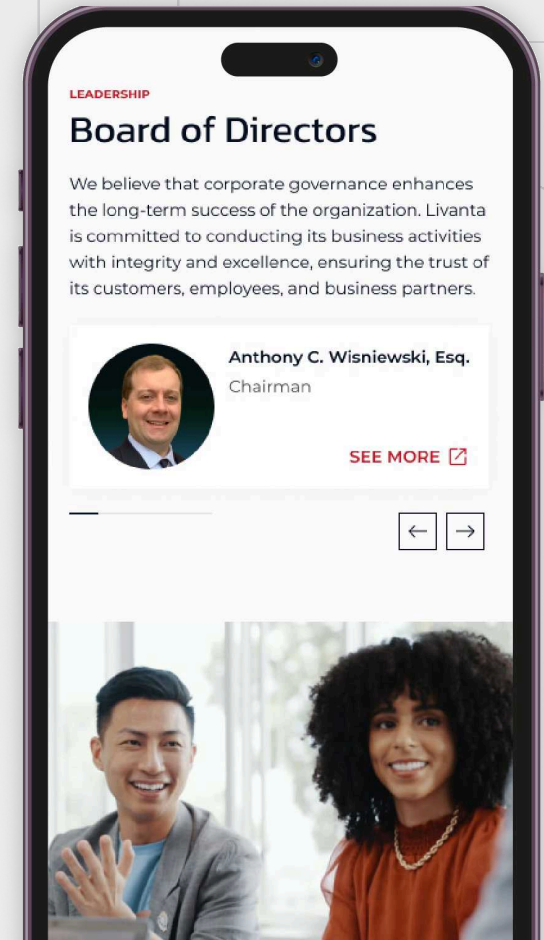 LEADERSHIP
Board of Directors
We believe that corporate governance enhances
the long-term success of the organization. Livanta
is committed to conducting its business activities
with integrity and excellence, ensuring the trust of
its customers, employees, and business partners.
Anthony C. Wisniewski, Esq.
Chairman
SEE MORE